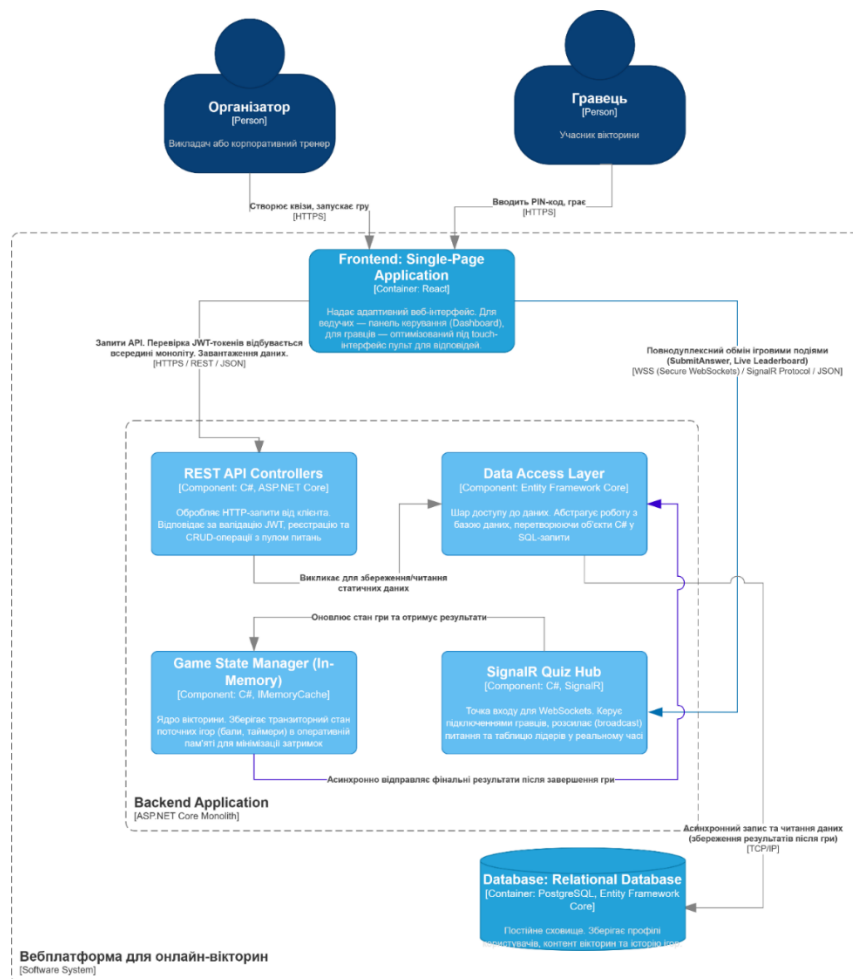 Організатор
[Person]
Викладач або корпоративний тренер
Гравець
[Person]
Учасник вікторини
Створює квізи, запускає гру
[HTTPS]
Вводить PIN-код, грає
[HTTPS]
Frontend: Single-Page
Application
[Container: React]
Надає адаптивний веб-інтерфейс. Для
ведучих — панель керування (Dashboard),
для гравців — оптимізований під touch-
інтерфейс пульт для відповідей.
Запити API. Перевірка JWT-токенів відбувається
всередині моноліту. Завантаження даних.
[HTTPS / REST / JSON]
Повнодуплексний обмін ігровими подіями
(SubmitAnswer, Live Leaderboard)
[WSS (Secure WebSockets) / SignalR Protocol / JSON]
REST API Controllers
[Component: C#, ASP.NET Core]
Обробляє HTTP-запити від клієнта.
Відповідає за валідацію JWT, реєстрацію та
CRUD-операції з пулом питань
Data Access Layer
[Component: Entity Framework Core]
Шар доступу до даних. Абстрагує роботу з
базою даних, перетворюючи об'єкти C# у
SQL-запити
Викликає для збереження/читання
статичних даних
Оновлює стан гри та отримує результати
Game State Manager (In-
Memory)
[Component: C#, IMemoryCache]
Ядро вікторини. Зберігає транзиторний стан
поточних ігор (бали, таймери) в оперативній
пам'яті для мінімізації затримок
SignalR Quiz Hub
[Component: C#, SignalR]
Точка входу для WebSockets. Керує
підключеннями гравців, розсилає (broadcast)
питання та таблицю лідерів у реальному часі
Асинхронно відправляє фінальні результати після завершення гри
Backend Application
[ASP.NET Core Monolith]
Асинхронний запис та читання даних
(збереження результатів після гри)
[TCP/IP]
Database: Relational Database
[Container: PostgreSQL, Entity Framework
Core]
Постійне сховище. Зберігає профілі
користувачів, контент вікторин та історію ігор
Вебплатформа для онлайн-вікторин
[Software System]